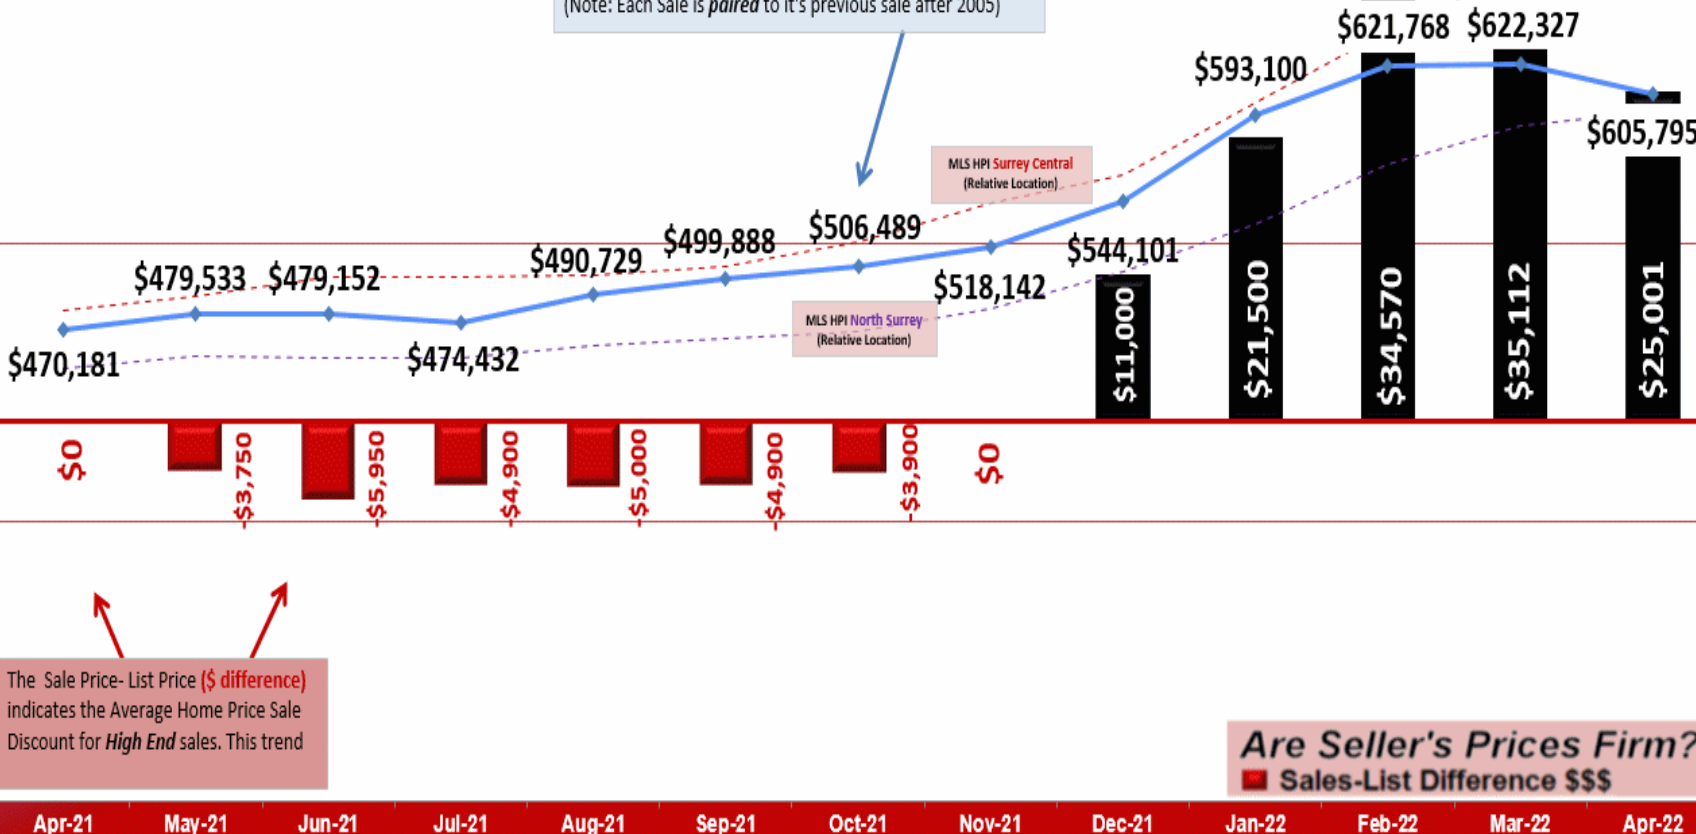 (Note: Each Sale is paired to it's previous sale after 2005)
$621,768 $622,327
$593,100
$605,795
MLS HPI Surrey Central
(Relative Location)
$506,489
$499,888
$490,729
$544,101
$479,533 $479,152
$518,142
MLS HPI North Surrey
(Relative Location)
$470,181
$474,432
$11,000
$21,500
$34,570
$35,112
$25,001
$0
-$3,750
-$5,950
-$4,900
-$5,000
-$4,900
-$3,900
$0
The Sale Price- List Price ($ difference)
indicates the Average Home Price Sale
Discount for High End sales. This trend
Are Seller's Prices Firm?
Sales-List Difference $$$
Apr-21 May-21 Jun-21 Jul-21 Aug-21 Sep-21 Oct-21 Nov-21 Dec-21 Jan-22 Feb-22 Mar-22 Apr-22